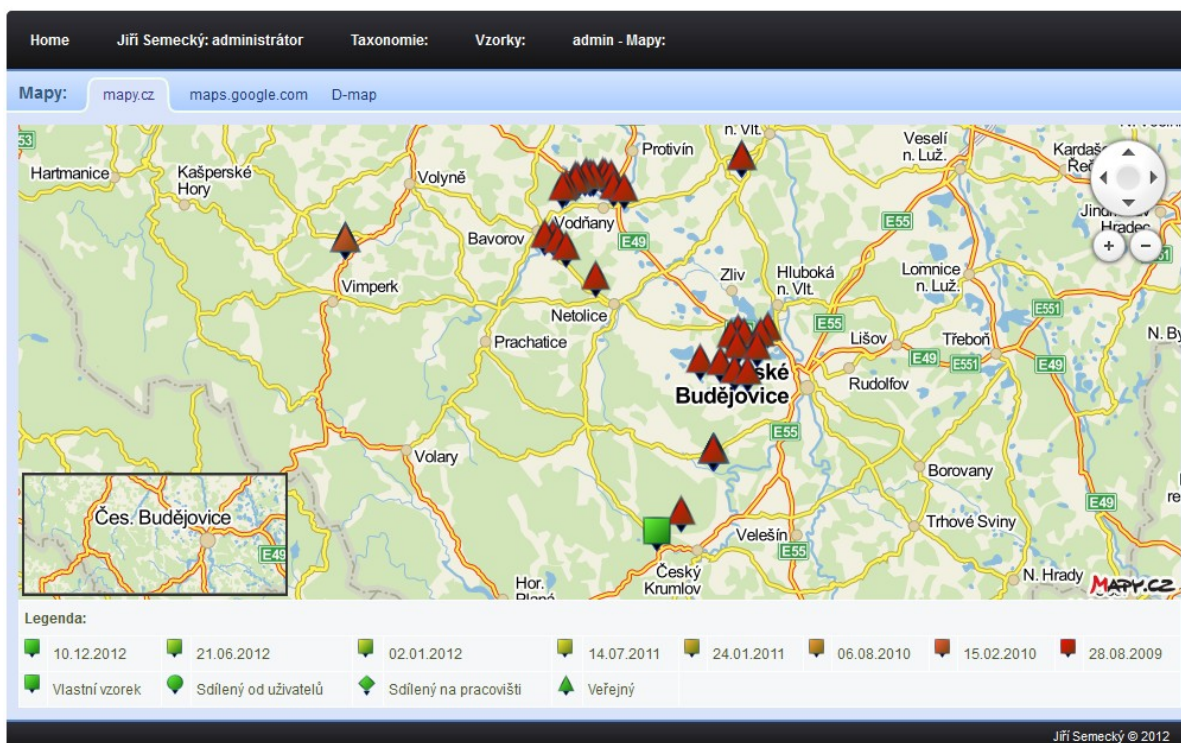 Home Jiří Semecký: administrátor Taxonomie: Vzorky: admin - Mapy:
Mapy: mapy.cz maps.google.com D-map
n. Vlt.
Veselí
n. Luž.
53
Protivín
Hartmanice
Kašperské
Hory
Volyně
Vodňany
E55
Hradec
Bavorov
E49
Zliv
Hluboká
n. Vlt.
Lomnice
n. Luž.
Vimperk
Netolice
E551
E55
Prachatice
Lišov
E49
E551
Třeboň
E49
N. By
Budějovice
Rudolfov
E55
Volary
Borovany
E49
Čes. Budějovice
E49
Velešín
E55
Trhové Sviny
Český
Krumlov
N. Hrady
Hor.
Planá
MAPY.CZ
Legenda:
10.12.2012 21.06.2012 02.01.2012 14.07.2011 24.01.2011 06.08.2010 15.02.2010 28.08.2009
Vlastní vzorek Sdílený od uživatelů Sdílený na pracovišti Veřejný
Jiří Semecký © 2012